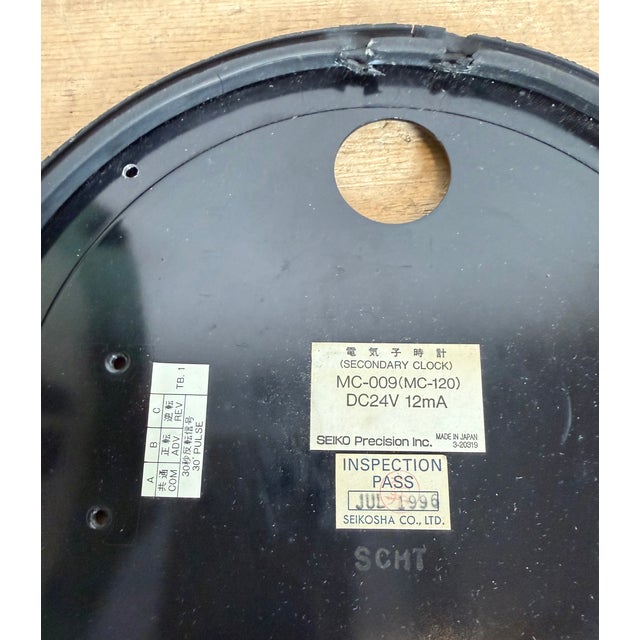 電気子時計
(SECONDARY CLOCK)
MC-009(MC-120)
DC24V 12mA
SEIKO Precision Inc.
MADE IN JAPAN
3-20319
INSPECTION
PASS
JUL 1996
SEIKOSHA CO., LTD.
SCHT
A B C TB. 1
共通 正転 逆転
COM ADV. REV
30秒反転信号
30" PULSE